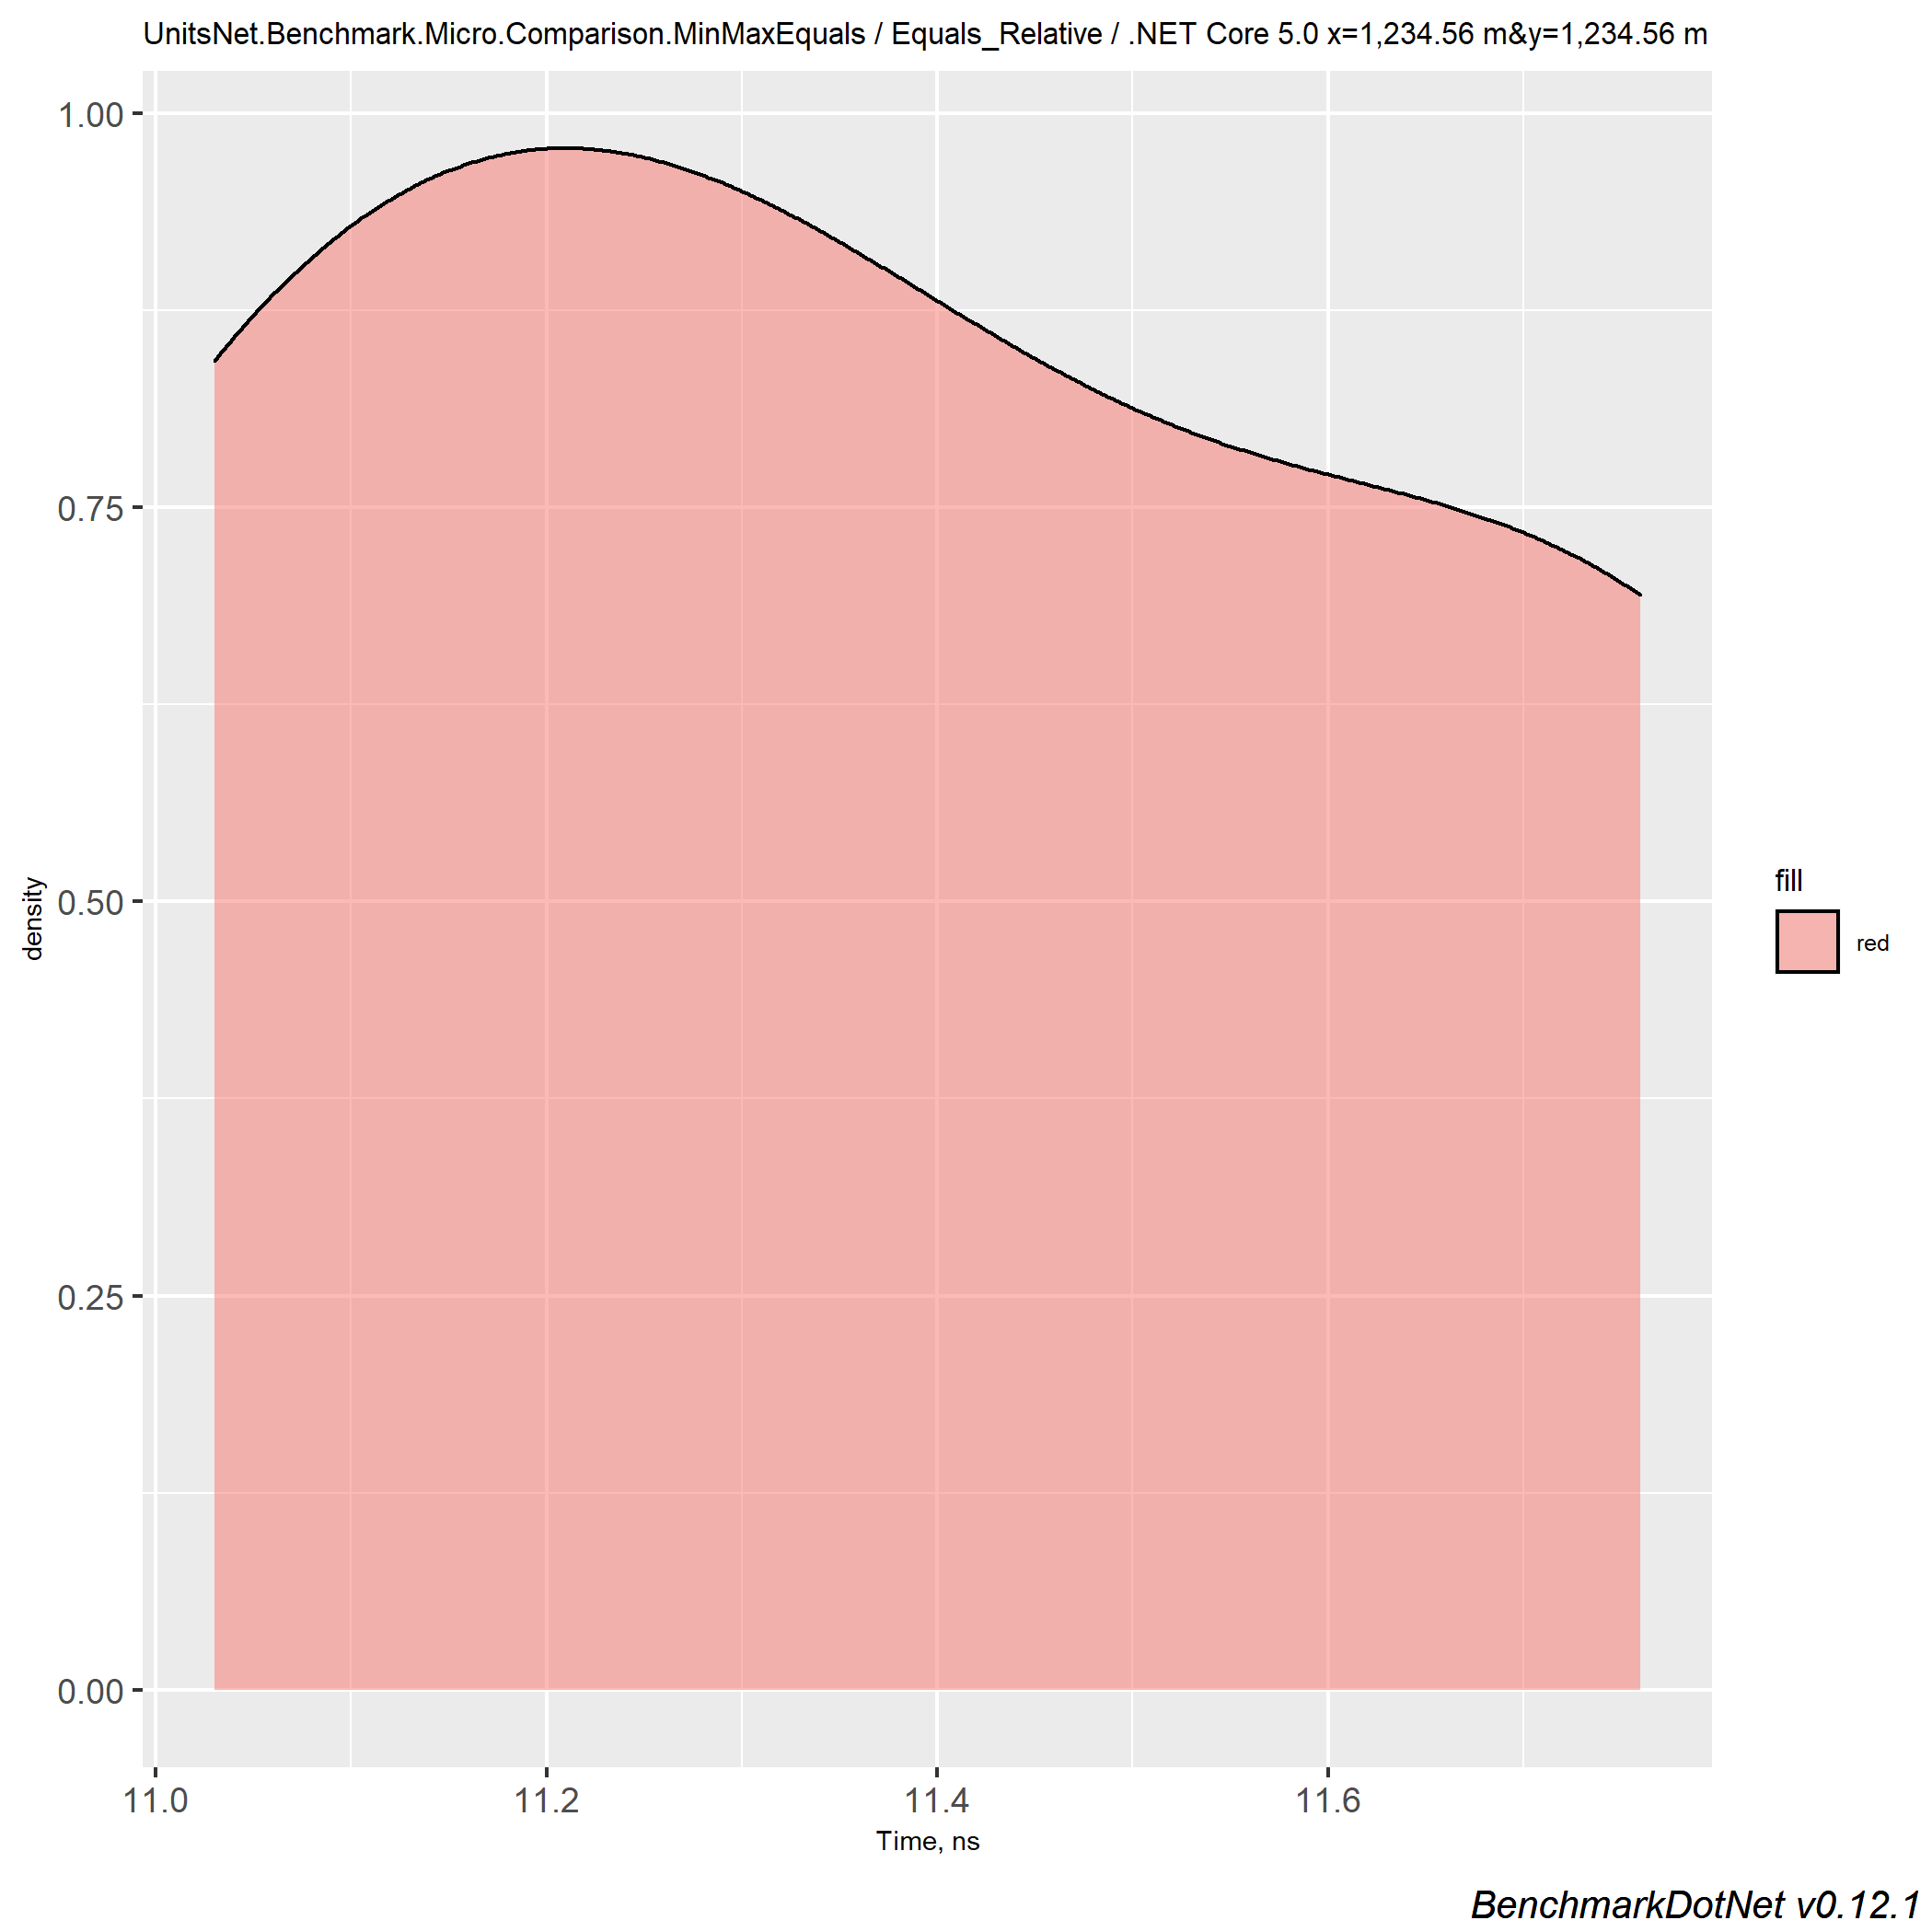 UnitsNet.Benchmark.Micro.Comparison.MinMaxEquals / Equals_Relative / .NET Core 5.0 x=1,234.56 m&y=1,234.56 m
1.00
0.75
0.50
0.25
0.00
density
11.0 11.2 11.4 11.6
Time, ns
fill
red
BenchmarkDotNet v0.12.1